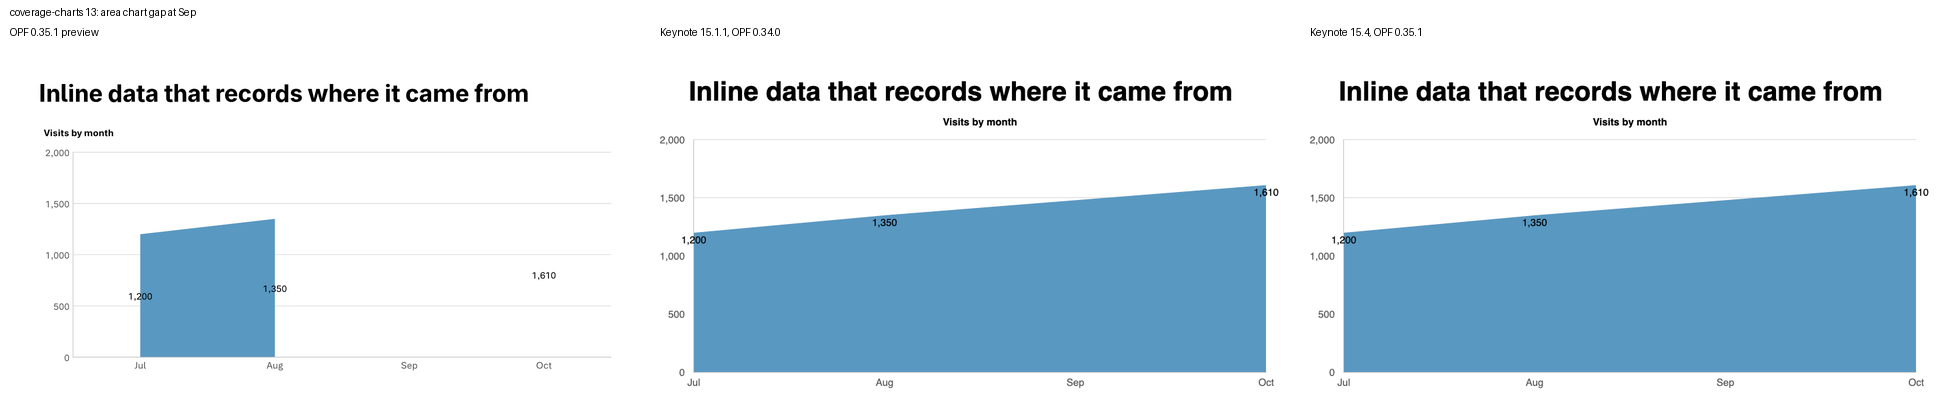 coverage-charts 13: area chart gap at Sep
OPF 0.35.1 preview
Keynote 15.1.1, OPF 0.34.0
Keynote 15.4, OPF 0.35.1
Inline data that records where it came from
Visits by month
2,000
1,500
1,000
500
0
1,200
1,350
1,610
Jul
Aug
Sep
Oct
Inline data that records where it came from
Visits by month
2,000
1,500
1,000
500
0
1,200
1,350
1,610
Jul
Aug
Sep
Oct
Inline data that records where it came from
Visits by month
2,000
1,500
1,000
500
0
1,200
1,350
1,610
Jul
Aug
Sep
Oct